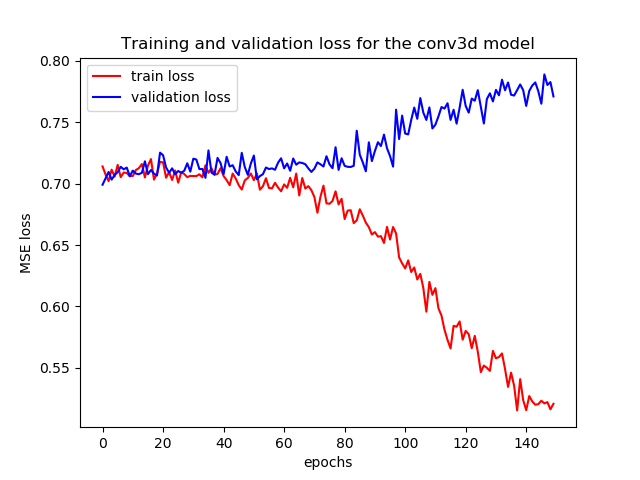 Training and validation loss for the conv3d model
train loss
validation loss
0.80
0.75
0.70
0.65
0.60
0.55
MSE loss
0 20 40 60 80 100 120 140
epochs